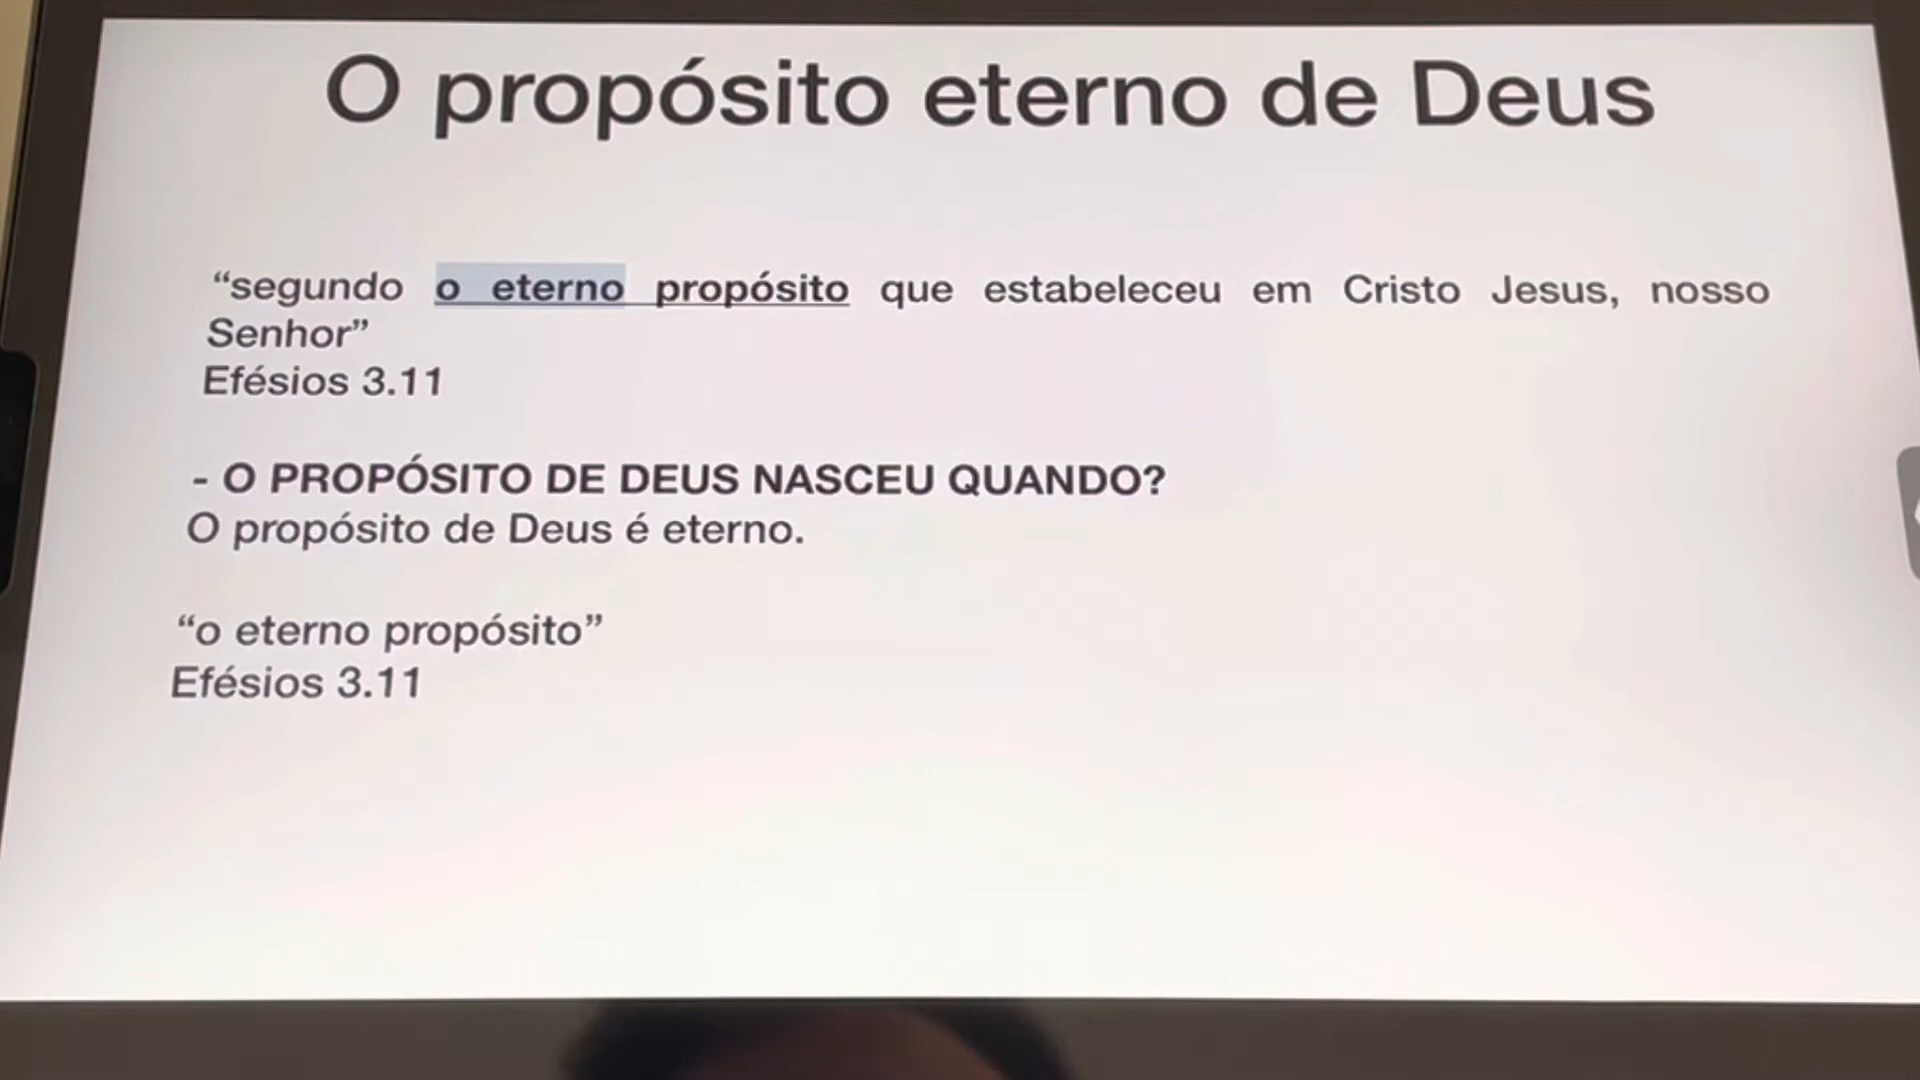 O propósito eterno de Deus
“segundo o eterno propósito que estabeleceu em Cristo Jesus, nosso
Senhor”
Efésios 3.11
- O PROPÓSITO DE DEUS NASCEU QUANDO?
O propósito de Deus é eterno.
“o eterno propósito”
Efésios 3.11